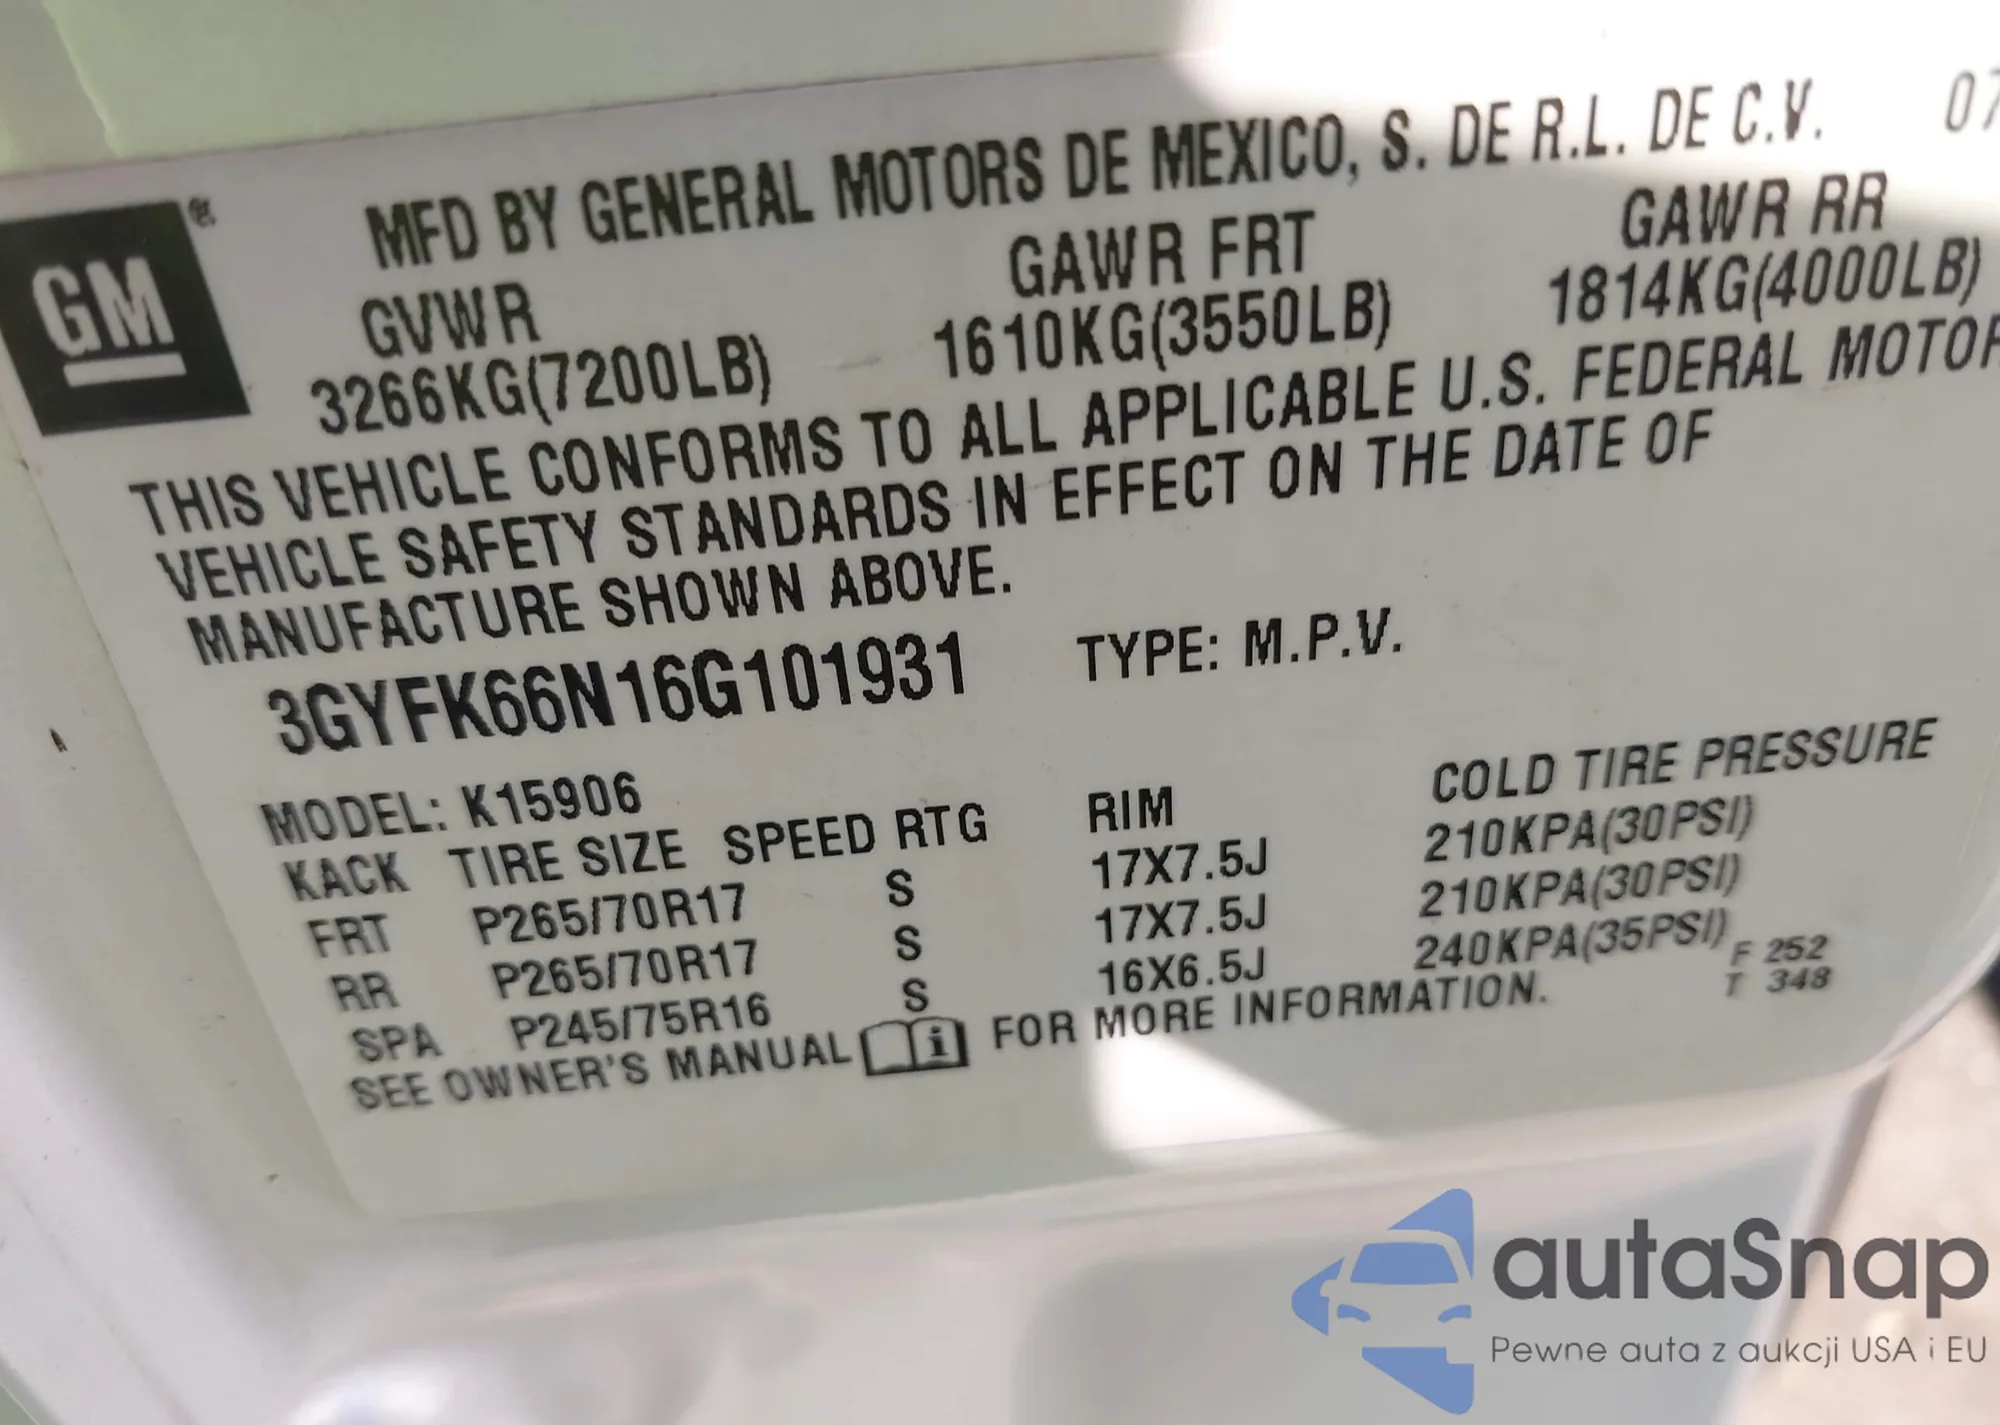 MFD BY GENERAL MOTORS DE MEXICO, S. DE R.L. DE C.V. 07
GM®
GVWR GAWR FRT GAWR RR
3266KG(7200LB) 1610KG(3550LB) 1814KG(4000LB)
THIS VEHICLE CONFORMS TO ALL APPLICABLE U.S. FEDERAL MOTOR
VEHICLE SAFETY STANDARDS IN EFFECT ON THE DATE OF
MANUFACTURE SHOWN ABOVE.
3GYFK66N16G101931 TYPE: M.P.V.
MODEL: K15906
KACK TIRE SIZE SPEED RTG RIM COLD TIRE PRESSURE
FRT P265/70R17 S 17X7.5J 210KPA(30PSI)
RR P265/70R17 S 17X7.5J 210KPA(30PSI)
SPA P245/75R16 S 16X6.5J 240KPA(35PSI)
F 252
T 348
SEE OWNER'S MANUAL i FOR MORE INFORMATION.
autaSnap
Pewne auta z aukcji USA i EU